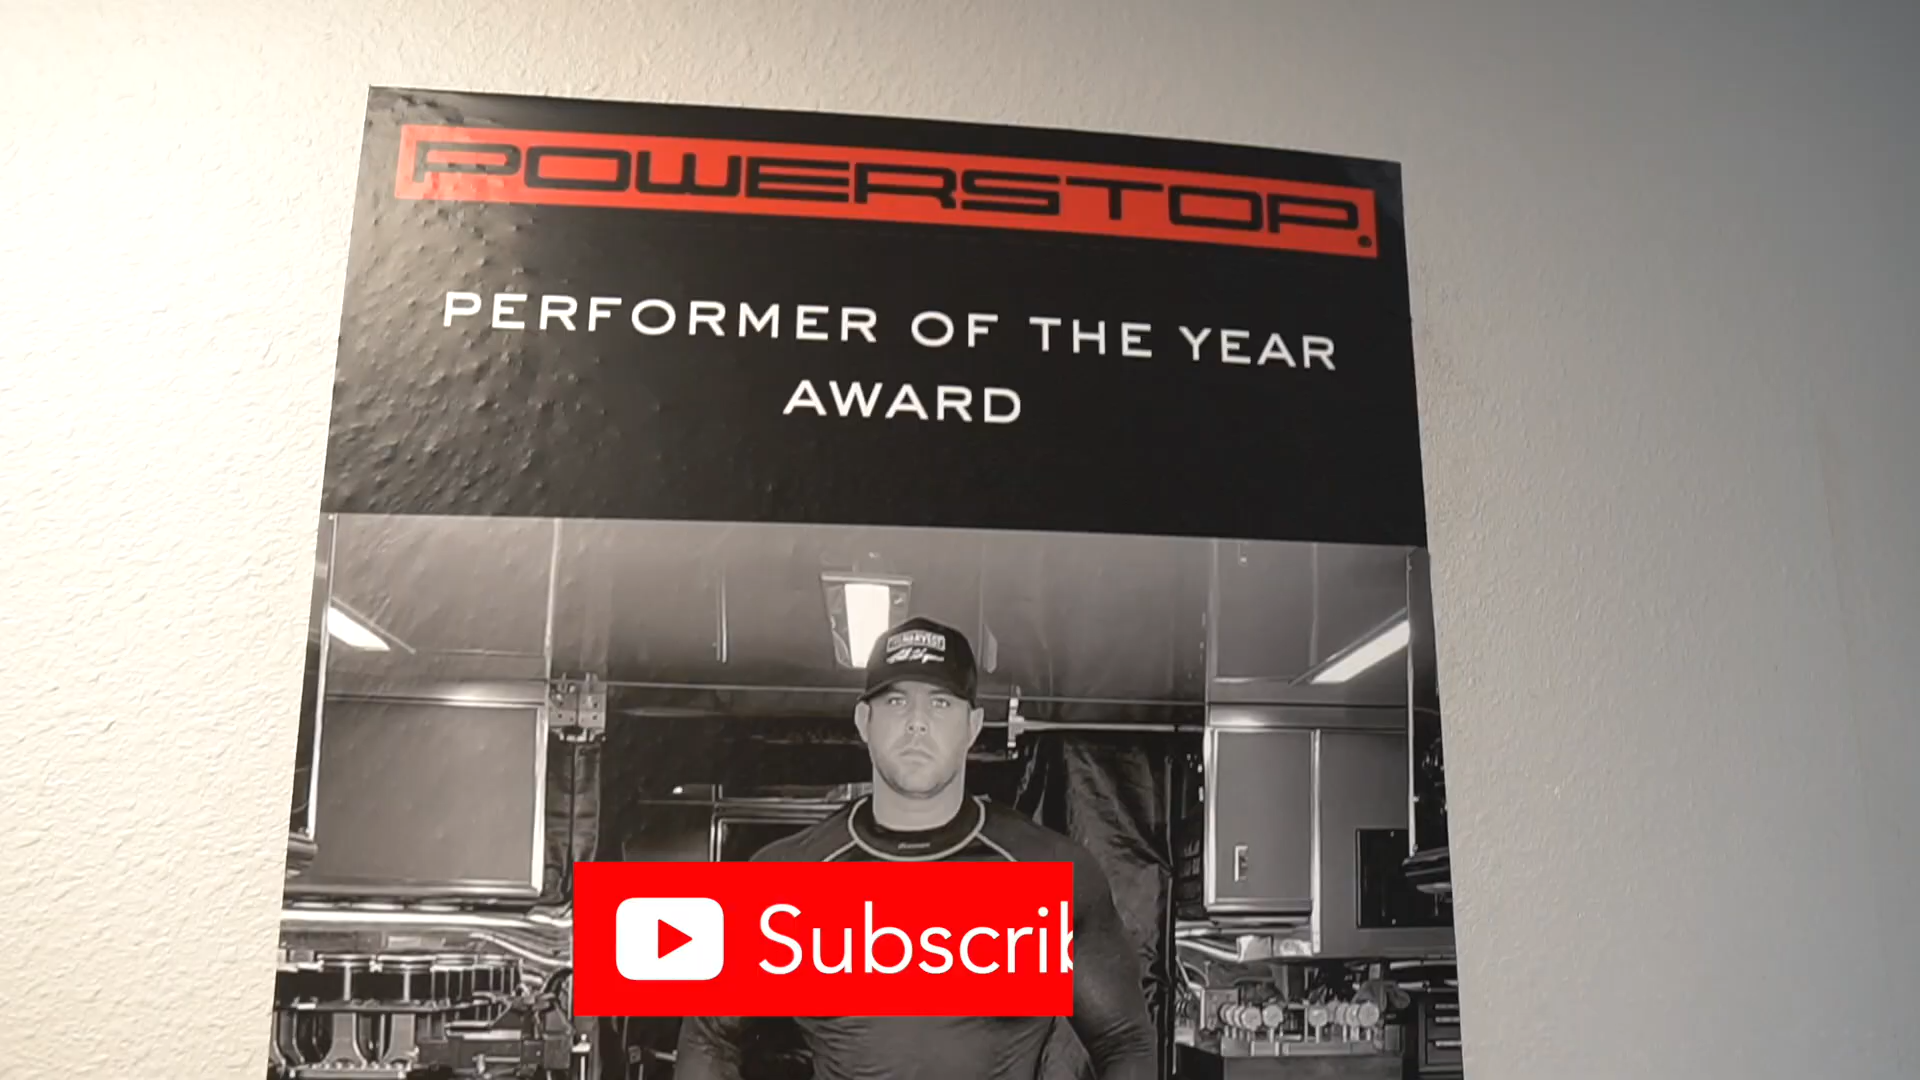 POWERSTOP.
PERFORMER OF THE YEAR
AWARD
Subscrib